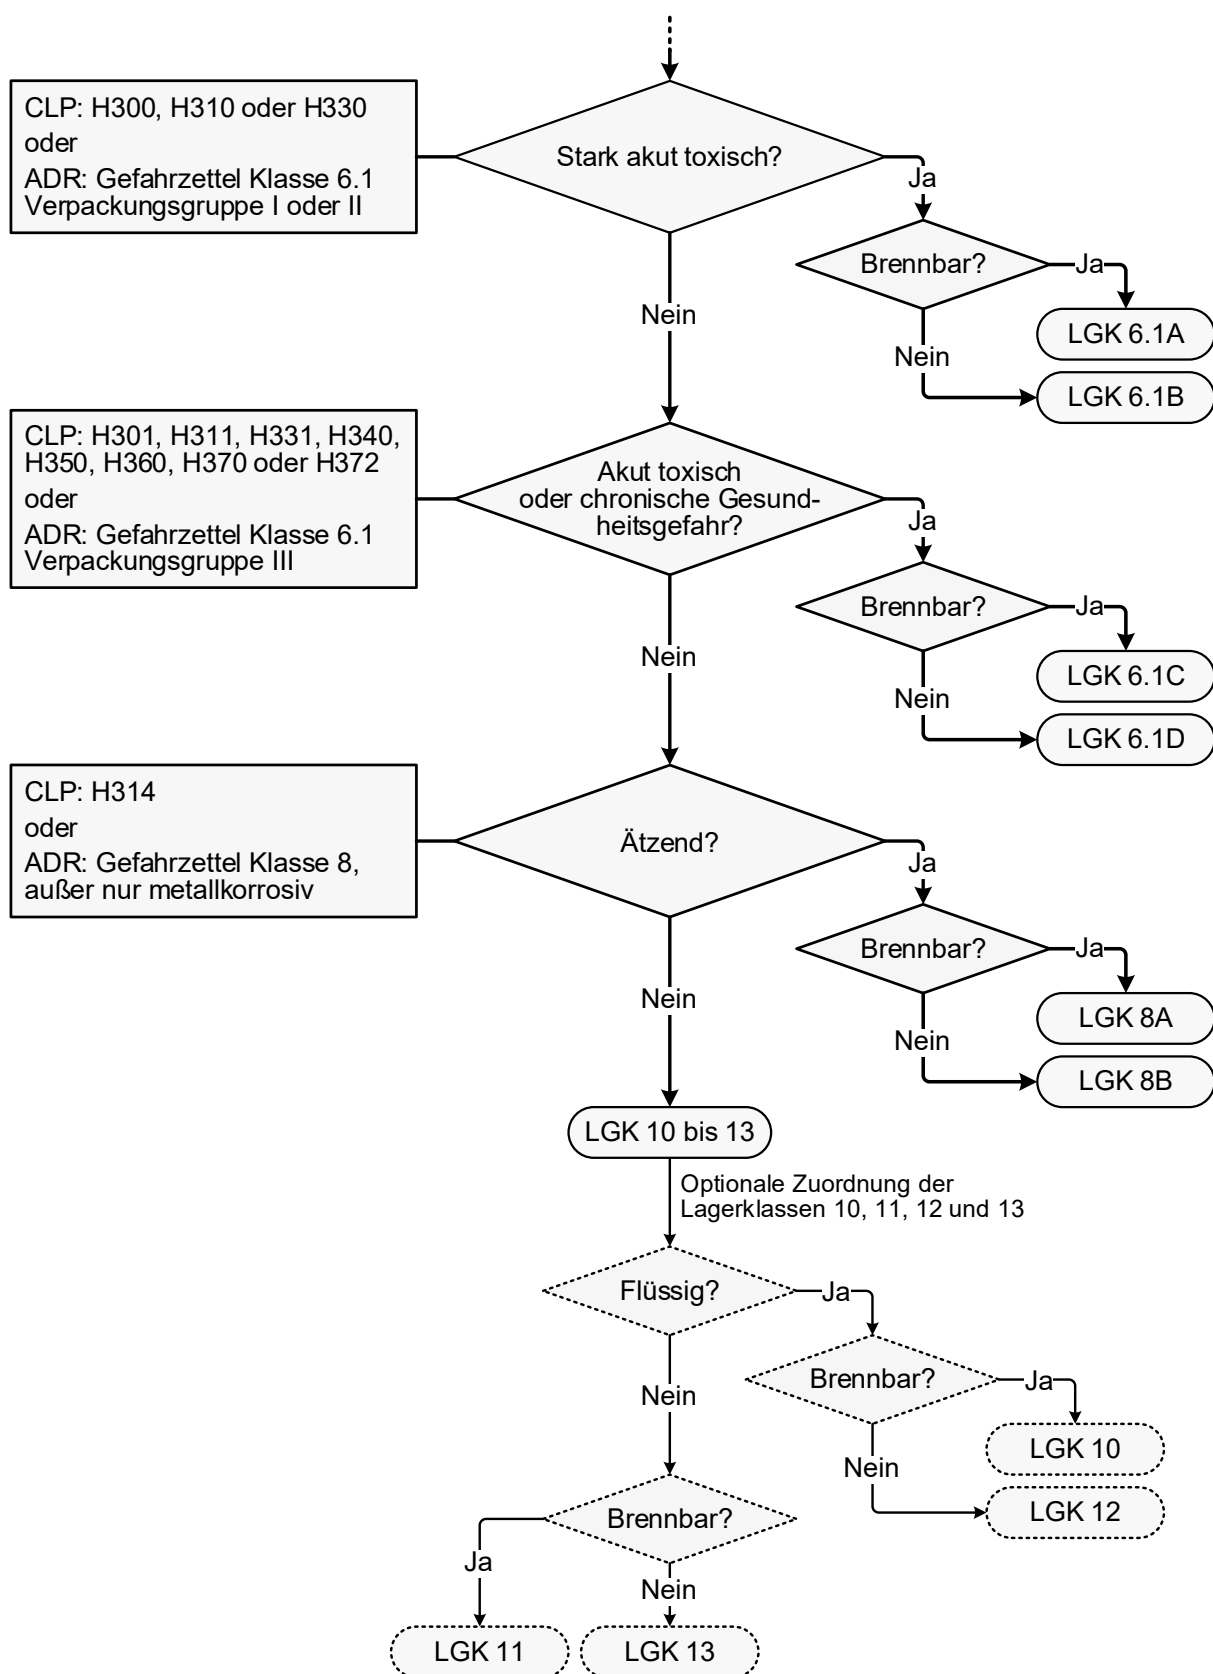 CLP: H300, H310 oder H330
oder
ADR: Gefahrzettel Klasse 6.1
Verpackungsgruppe I oder II
Stark akut toxisch?
Ja
Brennbar?
Ja
LGK 6.1A
Nein
LGK 6.1B
Nein
CLP: H301, H311, H331, H340,
H350, H360, H370 oder H372
oder
ADR: Gefahrzettel Klasse 6.1
Verpackungsgruppe III
Akut toxisch
oder chronische Gesund-
heitsgefahr?
Ja
Brennbar?
Ja
LGK 6.1C
Nein
LGK 6.1D
Nein
CLP: H314
oder
ADR: Gefahrzettel Klasse 8,
außer nur metallkorrosiv
Ätzend?
Ja
Brennbar?
Ja
LGK 8A
Nein
LGK 8B
Nein
LGK 10 bis 13
Optionale Zuordnung der
Lagerklassen 10, 11, 12 und 13
Flüssig?
Ja
Brennbar?
Ja
LGK 10
Nein
LGK 12
Nein
Brennbar?
Ja
Nein
LGK 11
LGK 13